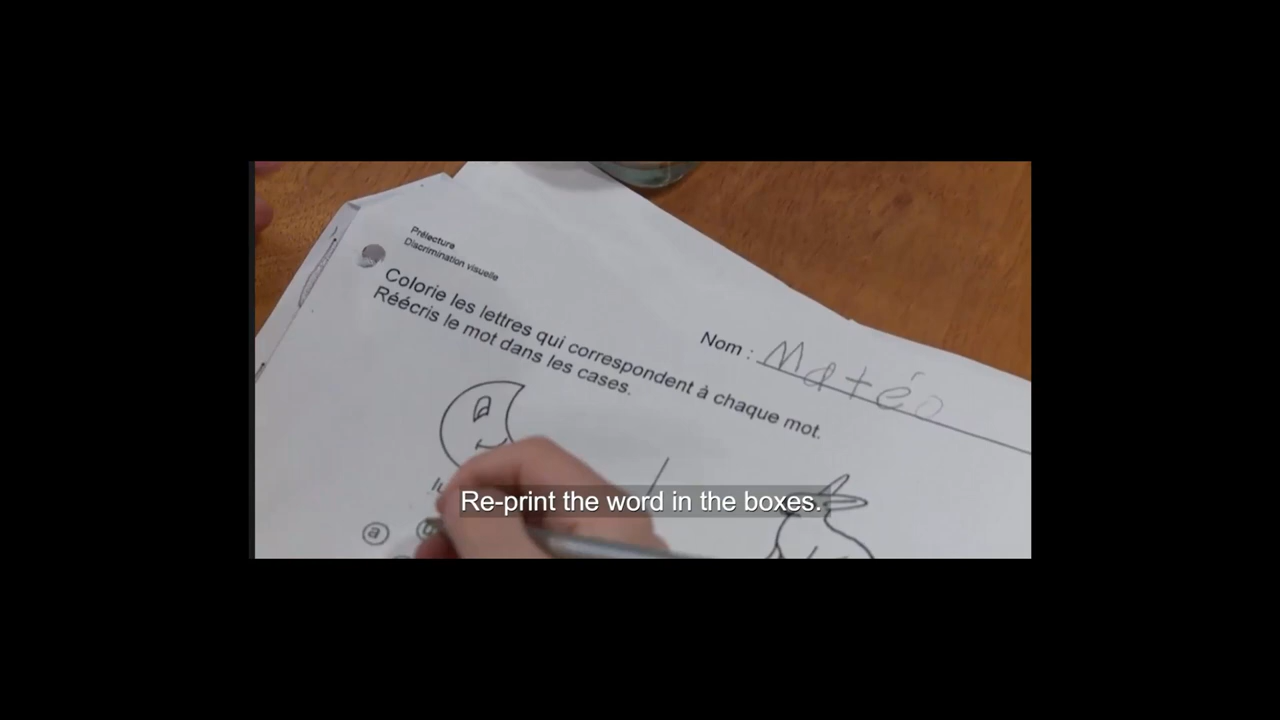 Prélecture
Discrimination visuelle
Colorie les lettres qui correspondent à chaque mot.
Réécris le mot dans les cases.
Nom : Matéo
Re-print the word in the boxes.
a